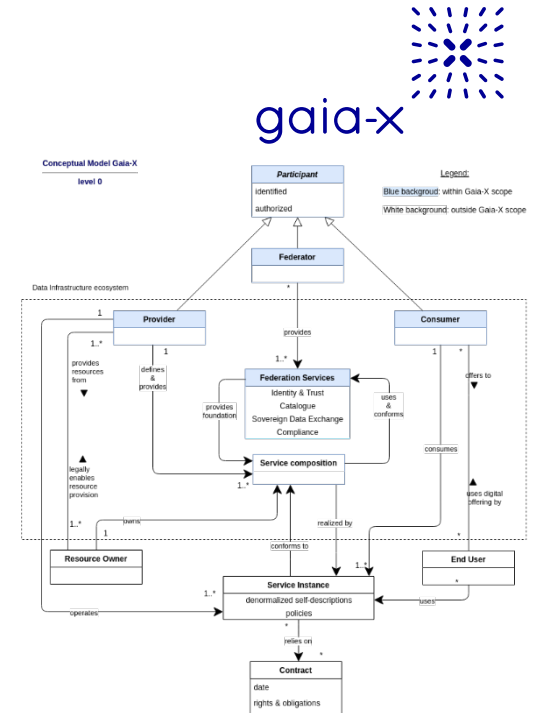 gaia-x
Conceptual Model Gaia-X
level 0
Participant
identified
authorized
Legend:
Blue backgroud: within Gaia-X scope
White background: outside Gaia-X scope
Federator
Data Infrastructure ecosystem
*
1
Provider
Consumer
1..*
1
provides
1
*
1..*
provides
resources
from
defines
&
provides
Federation Services
Identity & Trust
Catalogue
Sovereign Data Exchange
Compliance
offers to
provides
foundation
uses
&
conforms
consumes
Service composition
1..*
legally
enables
resource
provision
uses digital
offering by
1..*
owns
realized by
1
*
conforms to
Resource Owner
End User
1..*
1..*
Service Instance
denormalized self-descriptions
policies
*
operates
uses
*
relies on
*
Contract
date
rights & obligations